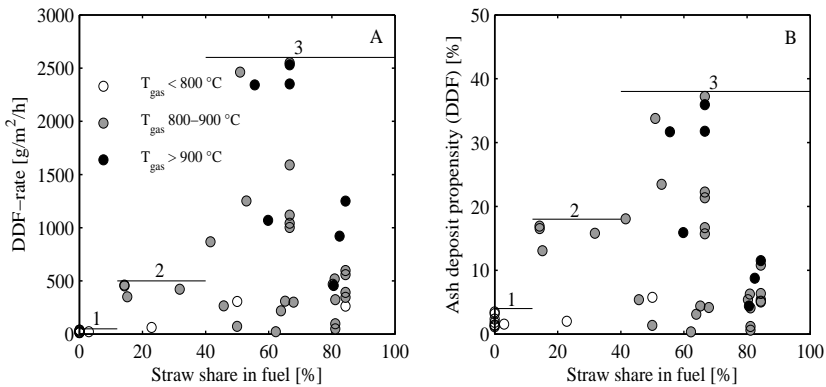 A
3
2
1
T_gas < 800 °C
T_gas 800–900 °C
T_gas > 900 °C
3000
2500
2000
1500
1000
500
0
0 20 40 60 80 100
DDF−rate [g/m²/h]
Straw share in fuel [%]
B
3
2
1
50
40
30
20
10
0
0 20 40 60 80 100
Ash deposit propensity (DDF) [%]
Straw share in fuel [%]